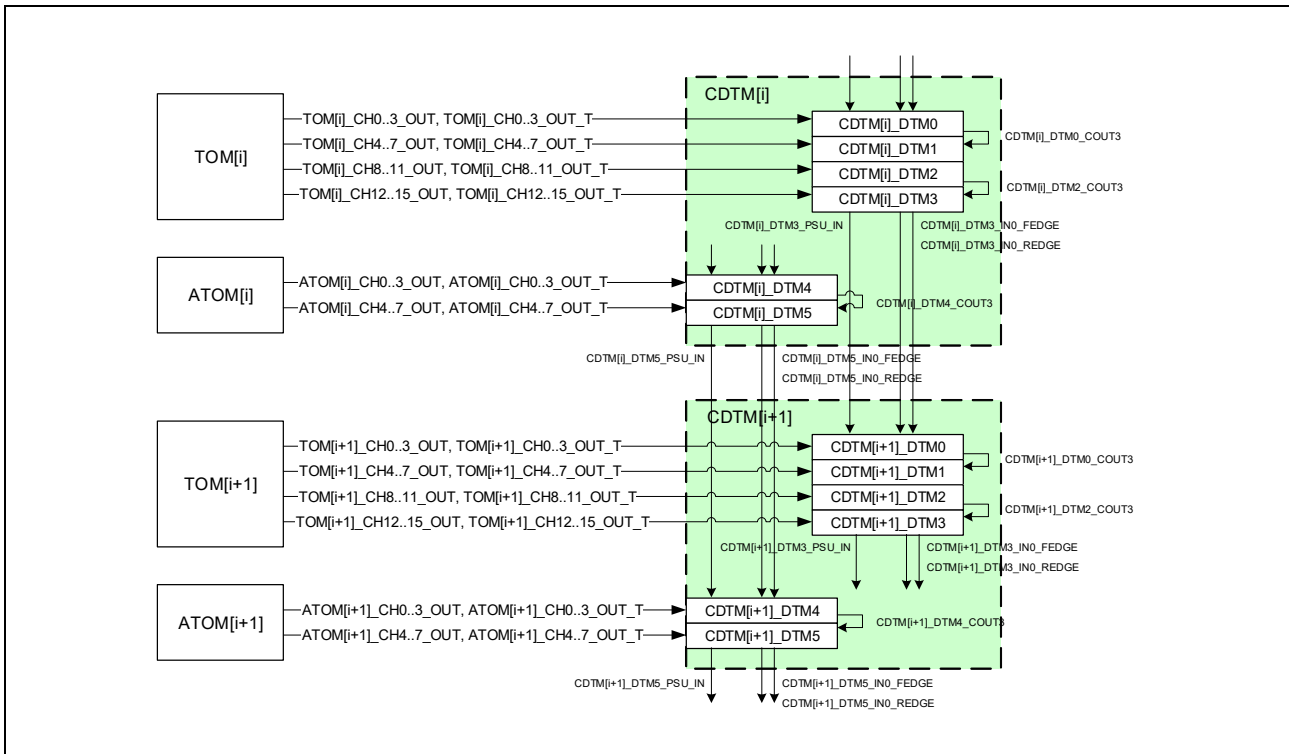 CDTM[i]
TOM[i]
TOM[i]_CH0..3_OUT, TOM[i]_CH0..3_OUT_T
TOM[i]_CH4..7_OUT, TOM[i]_CH4..7_OUT_T
TOM[i]_CH8..11_OUT, TOM[i]_CH8..11_OUT_T
TOM[i]_CH12..15_OUT, TOM[i]_CH12..15_OUT_T
CDTM[i]_DTM0
CDTM[i]_DTM1
CDTM[i]_DTM2
CDTM[i]_DTM3
CDTM[i]_DTM0_COUT3
CDTM[i]_DTM2_COUT3
CDTM[i]_DTM3_PSU_IN
CDTM[i]_DTM3_IN0_FEDGE
CDTM[i]_DTM3_IN0_REDGE
ATOM[i]
ATOM[i]_CH0..3_OUT, ATOM[i]_CH0..3_OUT_T
ATOM[i]_CH4..7_OUT, ATOM[i]_CH4..7_OUT_T
CDTM[i]_DTM4
CDTM[i]_DTM5
CDTM[i]_DTM4_COUT3
CDTM[i]_DTM5_PSU_IN
CDTM[i]_DTM5_IN0_FEDGE
CDTM[i]_DTM5_IN0_REDGE
CDTM[i+1]
TOM[i+1]
TOM[i+1]_CH0..3_OUT, TOM[i+1]_CH0..3_OUT_T
TOM[i+1]_CH4..7_OUT, TOM[i+1]_CH4..7_OUT_T
TOM[i+1]_CH8..11_OUT, TOM[i+1]_CH8..11_OUT_T
TOM[i+1]_CH12..15_OUT, TOM[i+1]_CH12..15_OUT_T
CDTM[i+1]_DTM0
CDTM[i+1]_DTM1
CDTM[i+1]_DTM2
CDTM[i+1]_DTM3
CDTM[i+1]_DTM0_COUT3
CDTM[i+1]_DTM2_COUT3
CDTM[i+1]_DTM3_PSU_IN
CDTM[i+1]_DTM3_IN0_FEDGE
CDTM[i+1]_DTM3_IN0_REDGE
ATOM[i+1]
ATOM[i+1]_CH0..3_OUT, ATOM[i+1]_CH0..3_OUT_T
ATOM[i+1]_CH4..7_OUT, ATOM[i+1]_CH4..7_OUT_T
CDTM[i+1]_DTM4
CDTM[i+1]_DTM5
CDTM[i+1]_DTM4_COUT3
CDTM[i+1]_DTM5_PSU_IN
CDTM[i+1]_DTM5_IN0_FEDGE
CDTM[i+1]_DTM5_IN0_REDGE